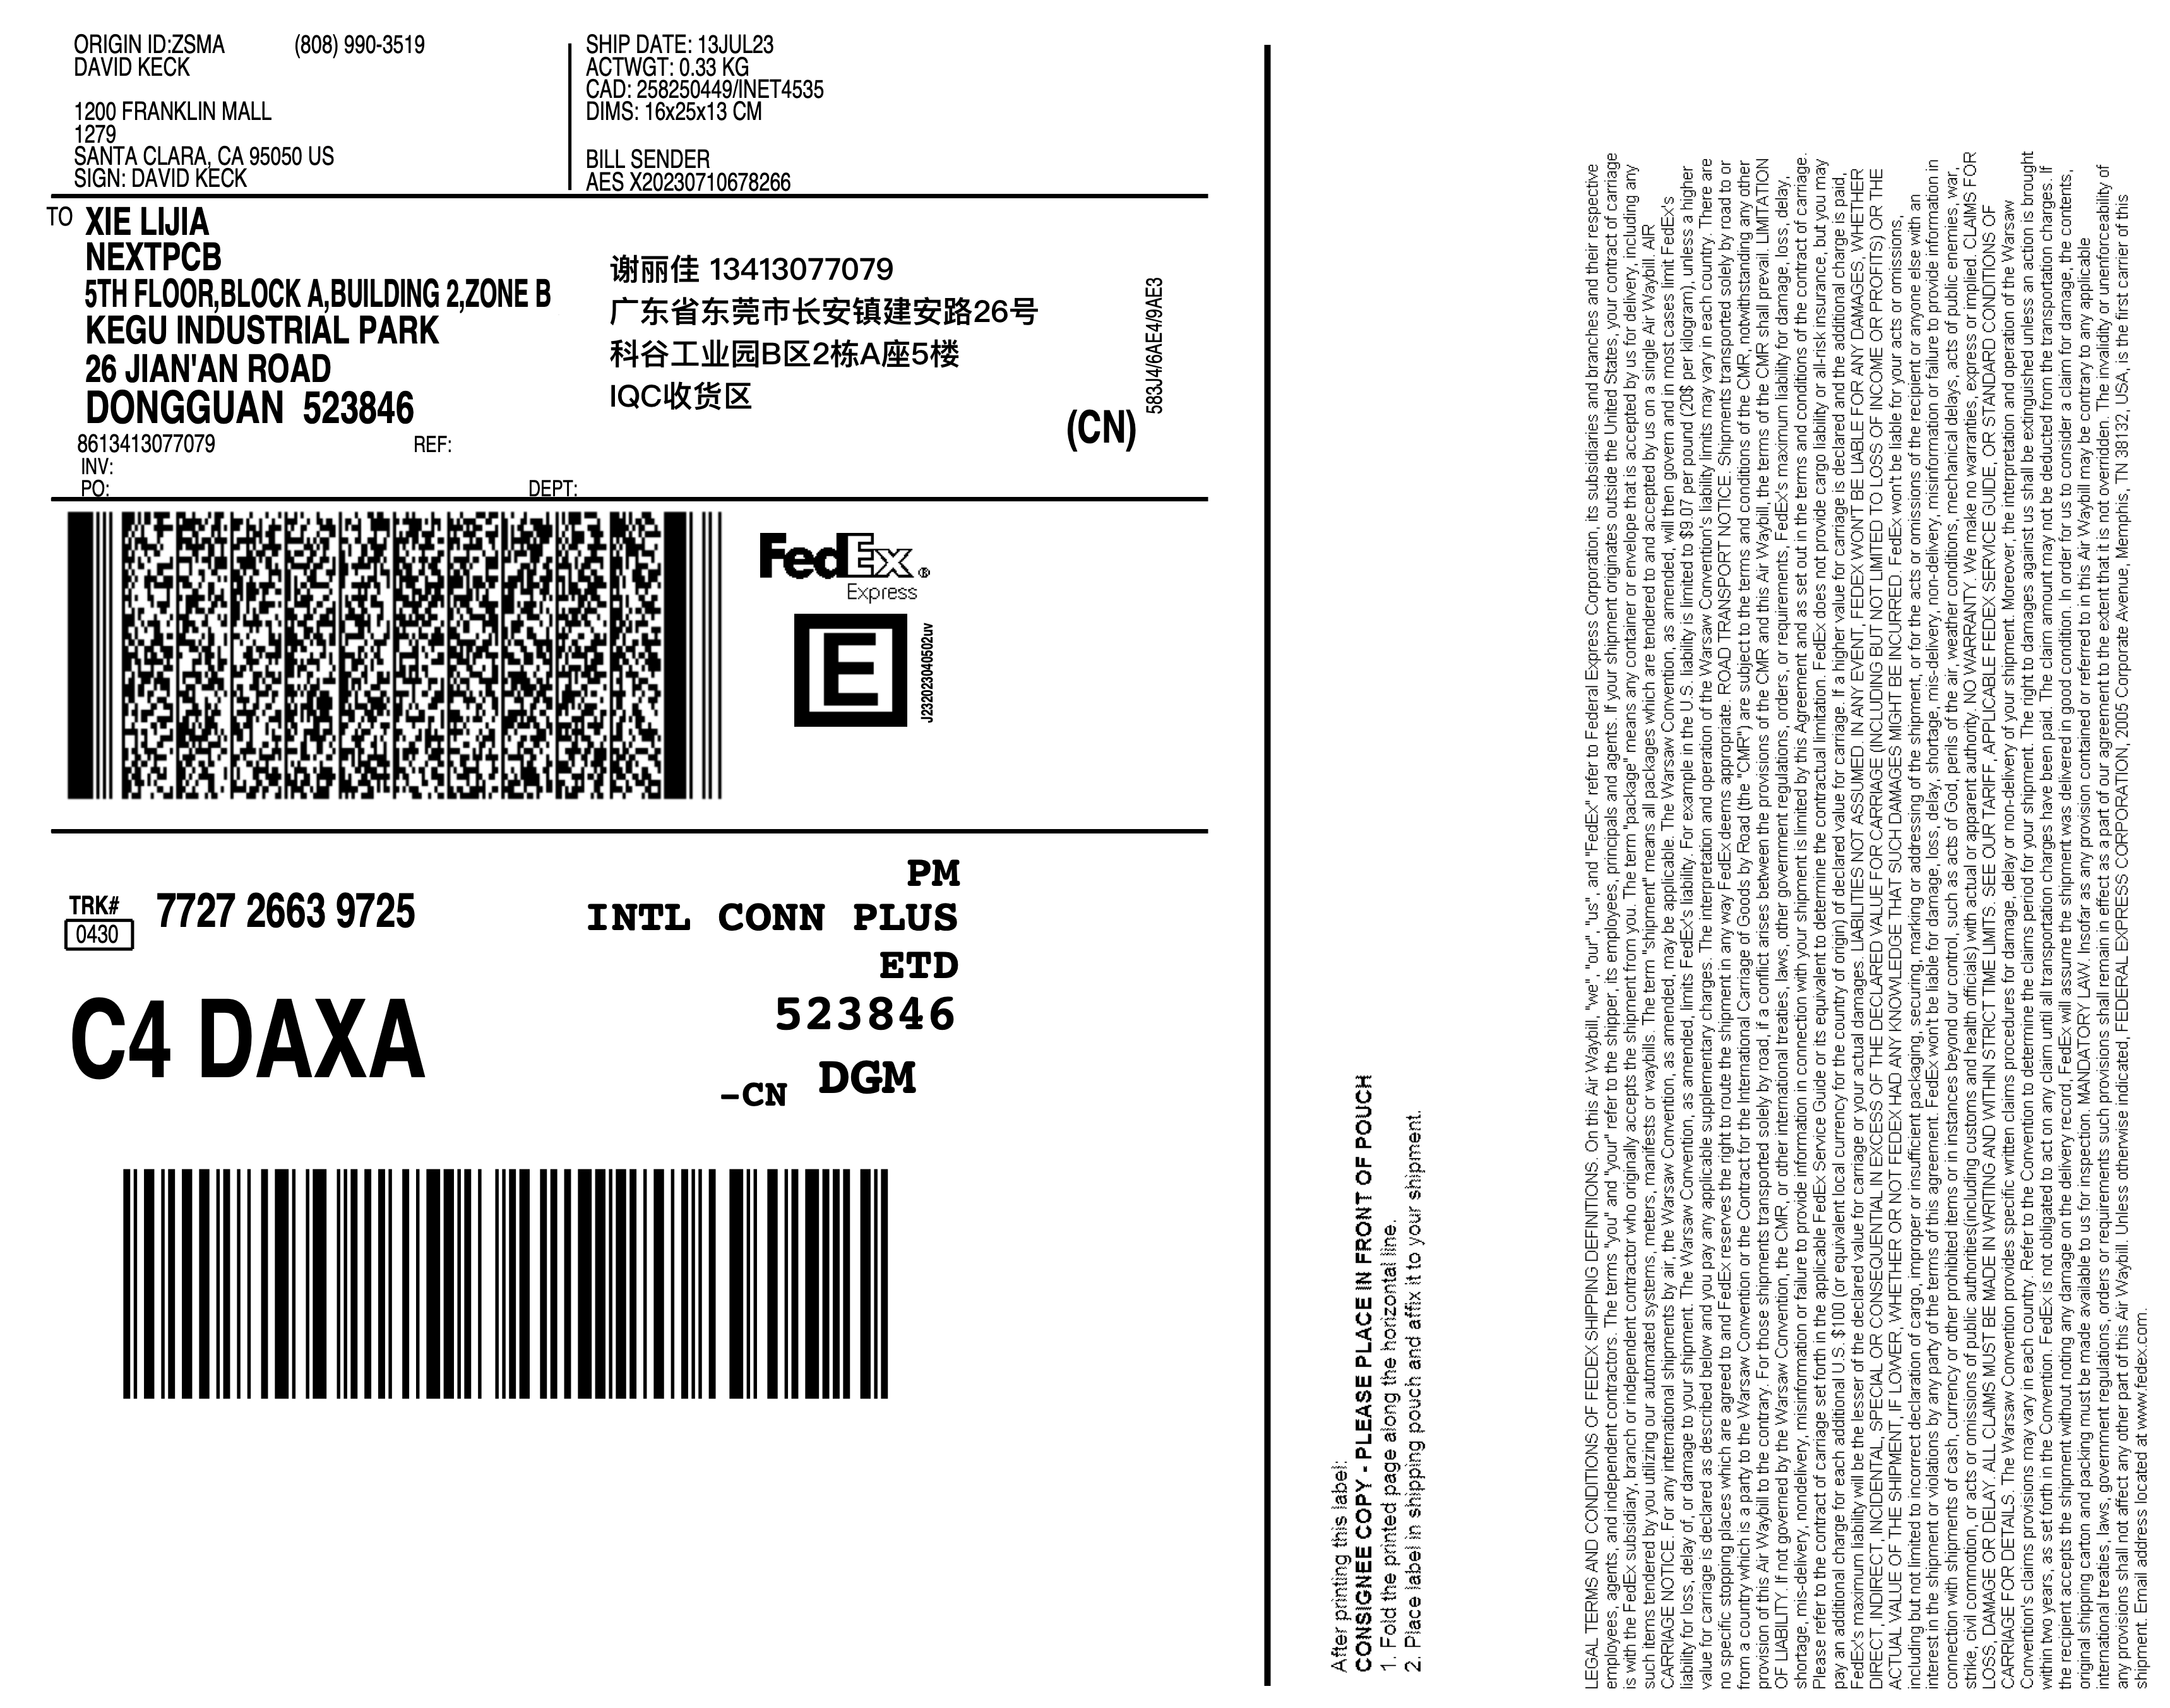 ORIGIN ID:ZSMA (808) 990-3519
DAVID KECK
1200 FRANKLIN MALL
1279
SANTA CLARA, CA 95050 US
SIGN: DAVID KECK
SHIP DATE: 13JUL23
ACTWGT: 0.33 KG
CAD: 258250449/INET4535
DIMS: 16x25x13 CM
BILL SENDER
AES X20230710678266
TO XIE LIJIA
NEXTPCB
5TH FLOOR,BLOCK A,BUILDING 2,ZONE B
KEGU INDUSTRIAL PARK
26 JIAN'AN ROAD
DONGGUAN 523846
谢丽佳 13413077079
广东省东莞市长安镇建安路26号
科谷工业园B区2栋A座5楼
IQC收货区
(CN)
583J4/6AE4/9AE3
8613413077079 REF:
INV:
PO: DEPT:
FedEx®
Express
E
J232023040502uv
TRK# 7727 2663 9725
0430
PM
INTL CONN PLUS
ETD
523846
C4 DAXA
-CN DGM
After printing this label:
CONSIGNEE COPY - PLEASE PLACE IN FRONT OF POUCH
1. Fold the printed page along the horizontal line.
2. Place label in shipping pouch and affix it to your shipment.
LEGAL TERMS AND CONDITIONS OF FEDEX SHIPPING DEFINITIONS. On this Air Waybill, "we", "our", "us", and "FedEx" refer to Federal Express Corporation, its subsidiaries and branches and their respective
employees, agents, and independent contractors. The terms "you" and "your" refer to the shipper, its employees, principals and agents. If your shipment originates outside the United States, your contract of carriage
is with the FedEx subsidiary, branch or independent contractor who originally accepts the shipment from you. The term "package" means any container or envelope that is accepted by us for delivery, including any
such items tendered by you utilizing our automated systems, meters, manifests or waybills. The term "shipment" means all packages which are tendered to and accepted by us on a single Air Waybill. AIR
CARRIAGE NOTICE. For any international shipments by air, the Warsaw Convention, as amended, may be applicable. The Warsaw Convention, as amended, will then govern and in most cases limit FedEx's
liability for loss, delay of, or damage to your shipment. The Warsaw Convention, as amended, limits FedEx's liability. For example in the U.S. liability is limited to $9.07 per pound (20$ per kilogram), unless a higher
value for carriage is declared as described below and you pay any applicable supplementary charges. The interpretation and operation of the Warsaw Convention's liability limits may vary in each country. There are
no specific stopping places which are agreed to and FedEx reserves the right to route the shipment in any way FedEx deems appropriate. ROAD TRANSPORT NOTICE. Shipments transported solely by road to or
from a country which is a party to the Warsaw Convention or the Contract for the International Carriage of Goods by Road (the "CMR") are subject to the terms and conditions of the CMR, notwithstanding any other
provision of this Air Waybill to the contrary. For those shipments transported solely by road, if a conflict arises between the provisions of the CMR and this Air Waybill, the terms of the CMR shall prevail. LIMITATION
OF LIABILITY. If not governed by the Warsaw Convention, the CMR, or other international treaties, laws, other government regulations, orders, or requirements, FedEx's maximum liability for damage, loss, delay,
shortage, mis-delivery, nondelivery, misinformation or failure to provide information in connection with your shipment is limited by this Agreement and as set out in the terms and conditions of the contract of carriage.
Please refer to the contract of carriage set forth in the applicable FedEx Service Guide or its equivalent to determine the contractual limitation. FedEx does not provide cargo liability or all-risk insurance, but you may
pay an additional charge for each additional U.S. $100 (or equivalent local currency for the country of origin) of declared value for carriage. If a higher value for carriage is declared and the additional charge is paid,
FedEx's maximum liability will be the lesser of the declared value for carriage or your actual damages. LIABILITIES NOT ASSUMED. IN ANY EVENT, FEDEX WON'T BE LIABLE FOR ANY DAMAGES, WHETHER
DIRECT, INDIRECT, INCIDENTAL, SPECIAL OR CONSEQUENTIAL IN EXCESS OF THE DECLARED VALUE FOR CARRIAGE (INCLUDING BUT NOT LIMITED TO LOSS OF INCOME OR PROFITS) OR THE
ACTUAL VALUE OF THE SHIPMENT, IF LOWER, WHETHER OR NOT FEDEX HAD ANY KNOWLEDGE THAT SUCH DAMAGES MIGHT BE INCURRED. FedEx won't be liable for your acts or omissions,
including but not limited to incorrect declaration of cargo, improper or insufficient packaging, securing, marking or addressing of the shipment, or for the acts or omissions of the recipient or anyone else with an
interest in the shipment or violations by any party of the terms of this agreement. FedEx won't be liable for damage, loss, delay, shortage, mis-delivery, non-delivery, misinformation or failure to provide information in
connection with shipments of cash, currency or other prohibited items or in instances beyond our control, such as acts of God, perils of the air, weather conditions, mechanical delays, acts of public enemies, war,
strike, civil commotion, or acts or omissions of public authorities(including customs and health officials) with actual or apparent authority. NO WARRANTY. We make no warranties, express or implied. CLAIMS FOR
LOSS, DAMAGE OR DELAY. ALL CLAIMS MUST BE MADE IN WRITING AND WITHIN STRICT TIME LIMITS. SEE OUR TARIFF, APPLICABLE FEDEX SERVICE GUIDE, OR STANDARD CONDITIONS OF
CARRIAGE FOR DETAILS. The Warsaw Convention provides specific written claims procedures for damage, delay or non-delivery of your shipment. Moreover, the interpretation and operation of the Warsaw
Convention's claims provisions may vary in each country. Refer to the Convention to determine the claims period for your shipment. The right to damages against us shall be extinguished unless an action is brought
within two years, as set forth in the Convention. FedEx is not obligated to act on any claim until all transportation charges have been paid. The claim amount may not be deducted from the transportation charges. If
the recipient accepts the shipment without noting any damage on the delivery record, FedEx will assume the shipment was delivered in good condition. In order for us to consider a claim for damage, the contents,
original shipping carton and packing must be made available to us for inspection. MANDATORY LAW. Insofar as any provision contained or referred to in this Air Waybill may be contrary to any applicable
international treaties, laws, government regulations, orders or requirements such provisions shall remain in effect as a part of our agreement to the extent that it is not overridden. The invalidity or unenforceability of
any provisions shall not affect any other part of this Air Waybill. Unless otherwise indicated, FEDERAL EXPRESS CORPORATION, 2005 Corporate Avenue, Memphis, TN 38132, USA, is the first carrier of this
shipment. Email address located at www.fedex.com.